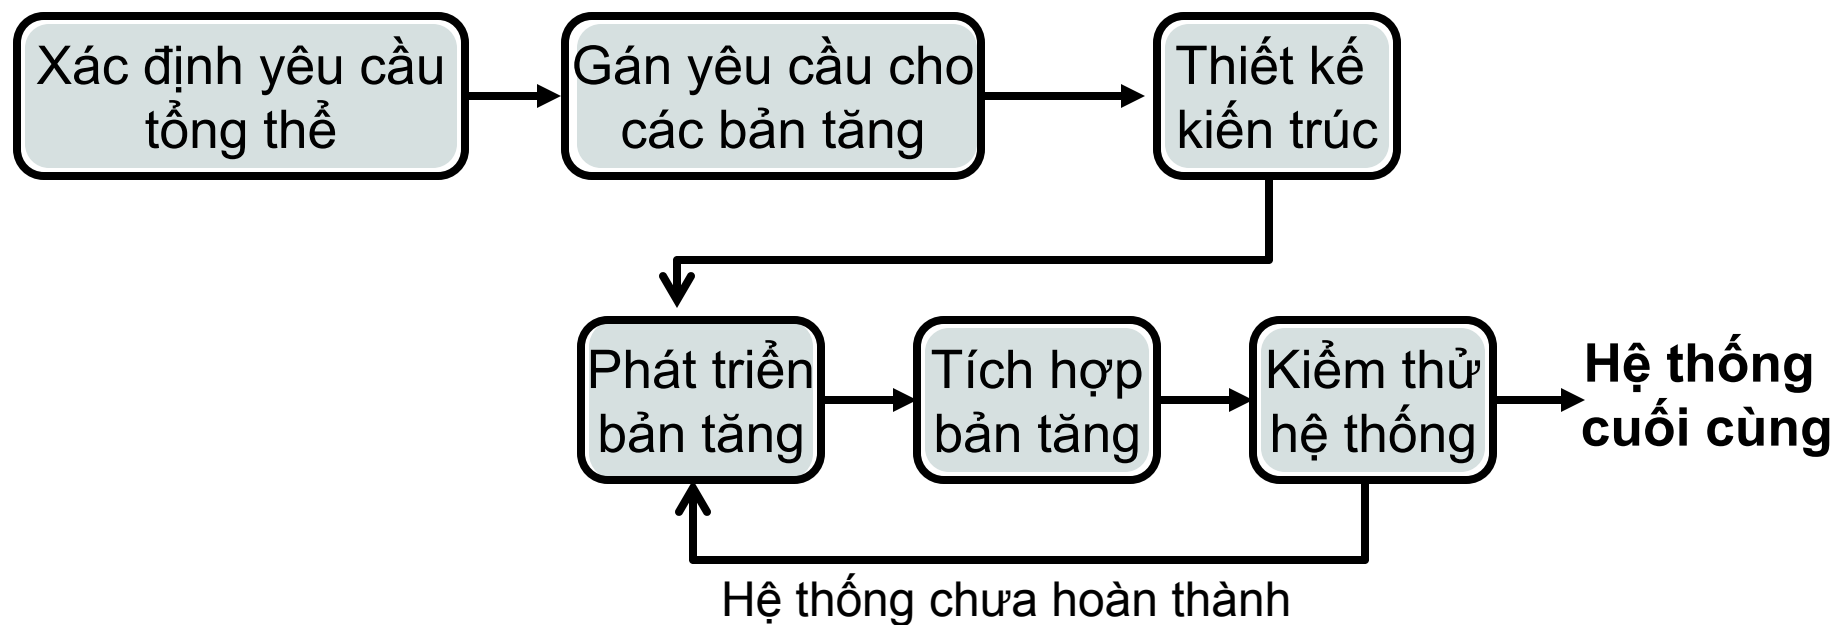 Xác định yêu cầu
tổng thể
Gán yêu cầu cho
các bản tăng
Thiết kế
kiến trúc
Phát triển
bản tăng
Tích hợp
bản tăng
Kiểm thử
hệ thống
Hệ thống
cuối cùng
Hệ thống chưa hoàn thành